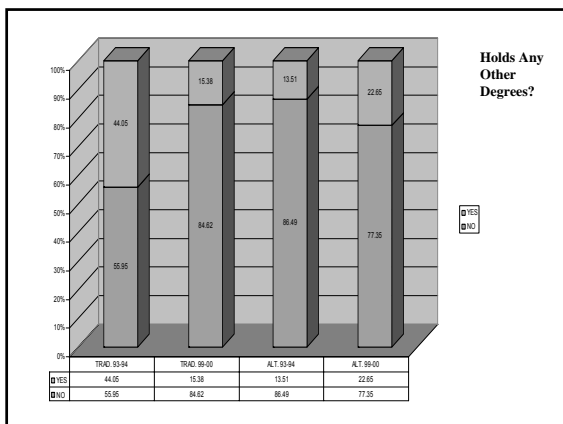 Holds Any
Other
Degrees?
100%
90%
80%
70%
60%
50%
40%
30%
20%
10%
0%
44.05
15.38
13.51
22.65
55.95
84.62
86.49
77.35
YES
NO
TRAD. 93-94 TRAD. 99-00 ALT. 93-94 ALT. 99-00
YES 44.05 15.38 13.51 22.65
NO 55.95 84.62 86.49 77.35